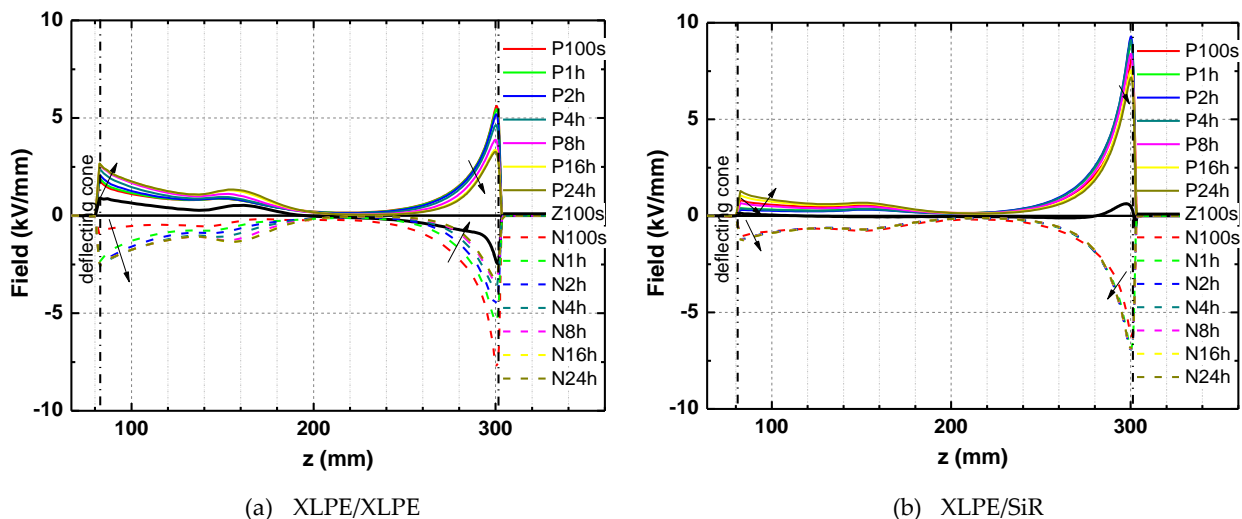 10
5
0
-5
-10
Field (kV/mm)
deflecting cone
P100s
P1h
P2h
P4h
P8h
P16h
P24h
Z100s
N100s
N1h
N2h
N4h
N8h
N16h
N24h
100
200
300
z (mm)
(a) XLPE/XLPE
10
5
0
-5
-10
Field (kV/mm)
deflecting cone
P100s
P1h
P2h
P4h
P8h
P16h
P24h
Z100s
N100s
N1h
N2h
N4h
N8h
N16h
N24h
100
200
300
z (mm)
(b) XLPE/SiR